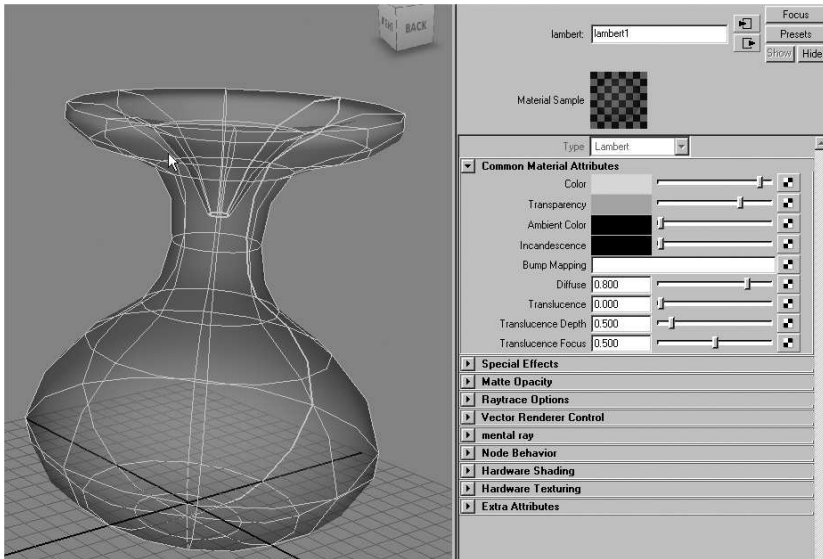 BACK
Focus
lambert: lambert1
Presets
Show Hide
Material Sample
Type Lambert
Common Material Attributes
Color
Transparency
Ambient Color
Incandescence
Bump Mapping
Diffuse 0.800
Translucence 0.000
Translucence Depth 0.500
Translucence Focus 0.500
Special Effects
Matte Opacity
Raytrace Options
Vector Renderer Control
mental ray
Node Behavior
Hardware Shading
Hardware Texturing
Extra Attributes